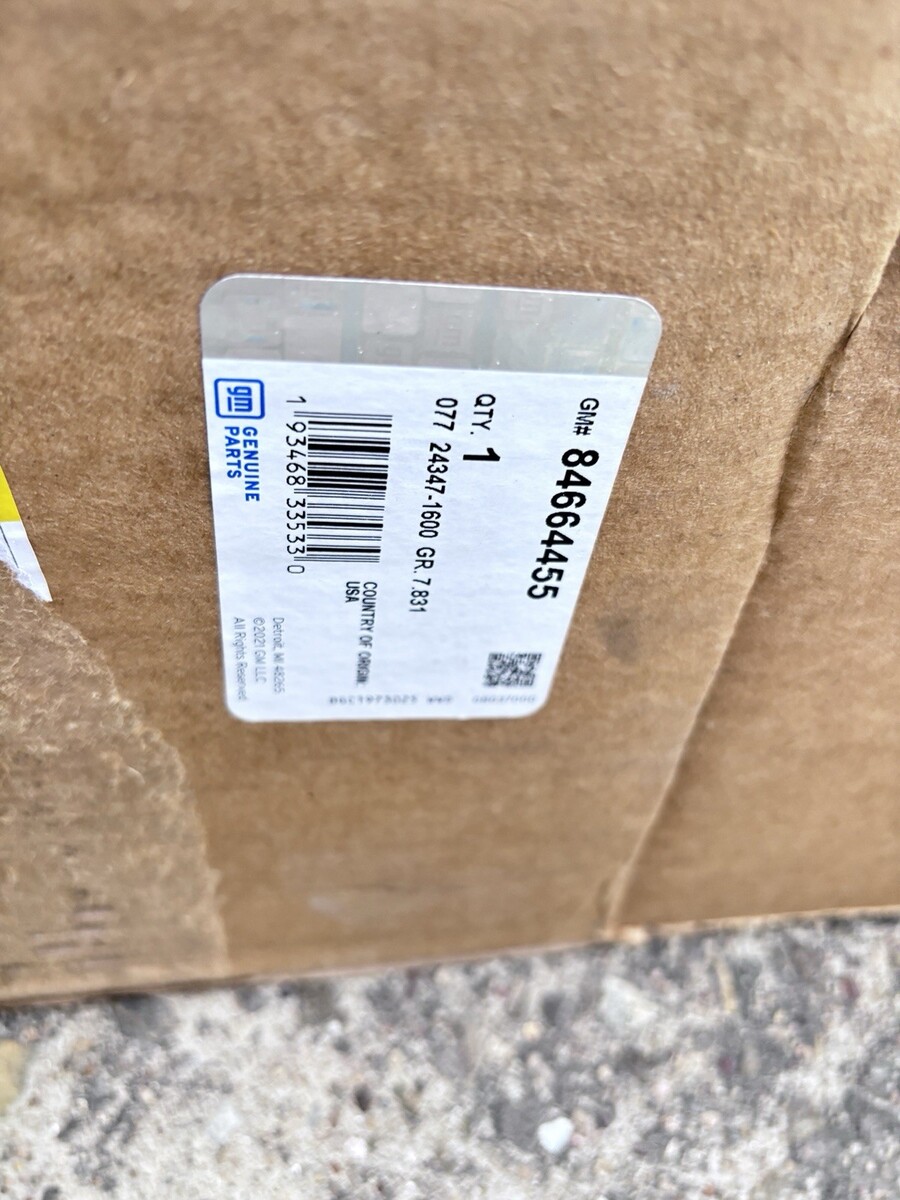 GM# 84664455
QTY. 1
077 24347-1600 GR. 7.831
1 93468 33533 0
COUNTRY OF ORIGIN:
USA
gm GENUINE
PARTS
Detroit, MI 48265
©2021 GM LLC
All Rights Reserved